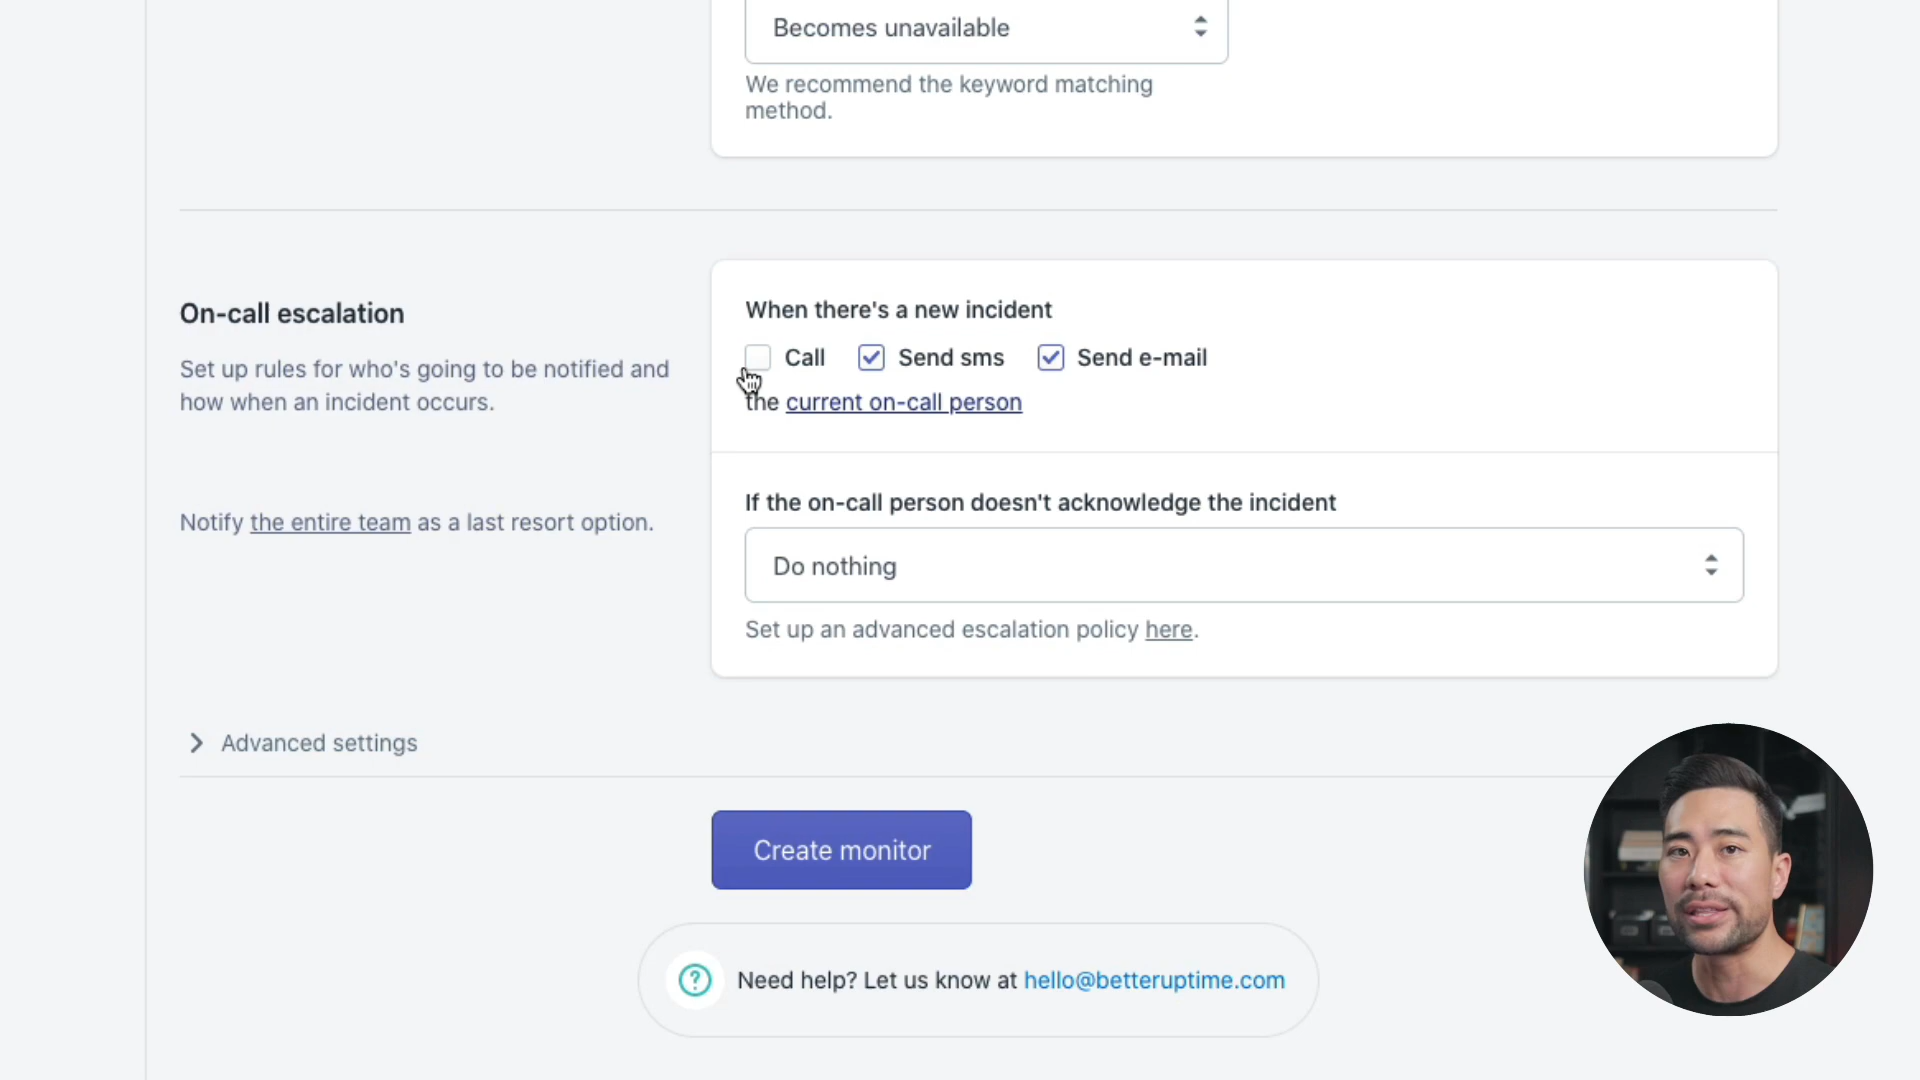 Becomes unavailable
We recommend the keyword matching
method.
On-call escalation
Set up rules for who's going to be notified and
how when an incident occurs.
Notify the entire team as a last resort option.
When there's a new incident
Call Send sms Send e-mail
the current on-call person
If the on-call person doesn't acknowledge the incident
Do nothing
Set up an advanced escalation policy here.
Advanced settings
Create monitor
Need help? Let us know at hello@betteruptime.com